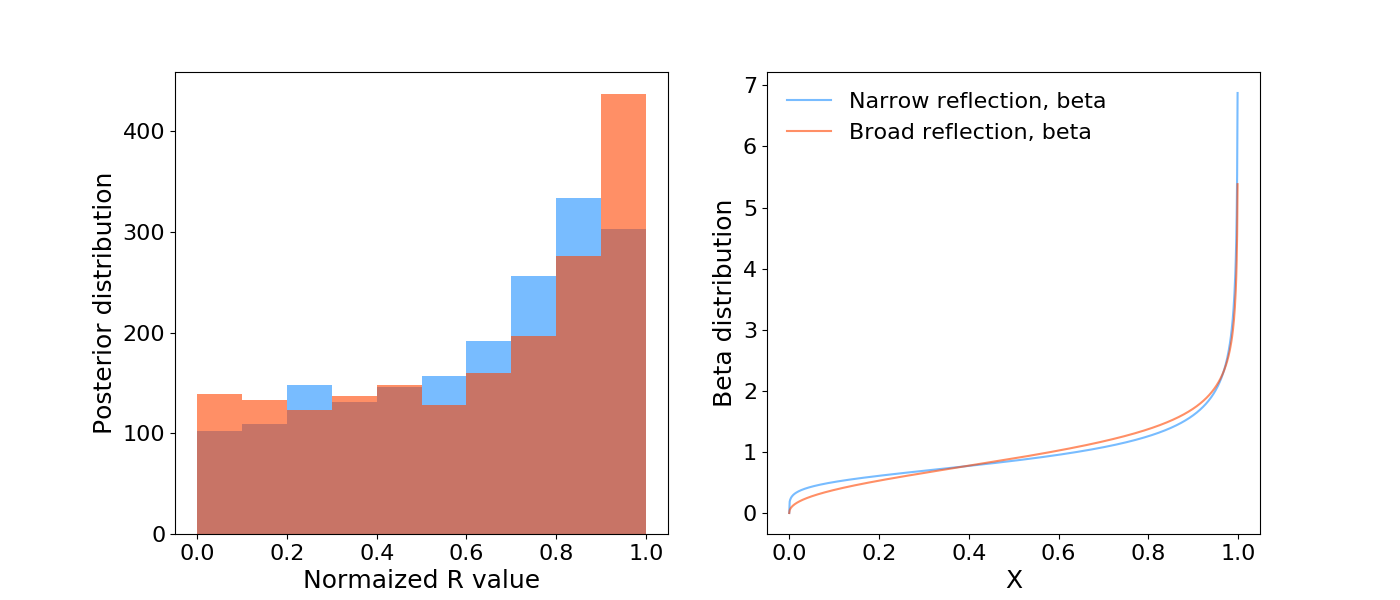 400
300
200
100
0
0.0 0.2 0.4 0.6 0.8 1.0
Normaized R value
Posterior distribution
7
6
5
4
3
2
1
0
0.0 0.2 0.4 0.6 0.8 1.0
X
Beta distribution
Narrow reflection, beta
Broad reflection, beta